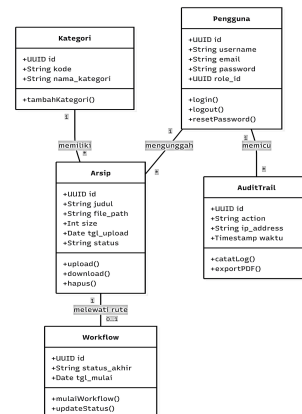 Pengguna
+UUID id
+String username
+String email
+String password
+UUID role_id
+login()
+logout()
+resetPassword()
Kategori
+UUID id
+String kode
+String nama_kategori
+tambahKategori()
1
memiliki
*
1
mengunggah
*
1
memicu
*
Arsip
+UUID id
+String judul
+String file_path
+Int size
+Date tgl_upload
+String status
+upload()
+download()
+hapus()
AuditTrail
+UUID id
+String action
+String ip_address
+Timestamp waktu
+catatLog()
+exportPDF()
1
melewati rute
0..1
Workflow
+UUID id
+String status_akhir
+Date tgl_mulai
+mulaiWorkflow()
+updateStatus()